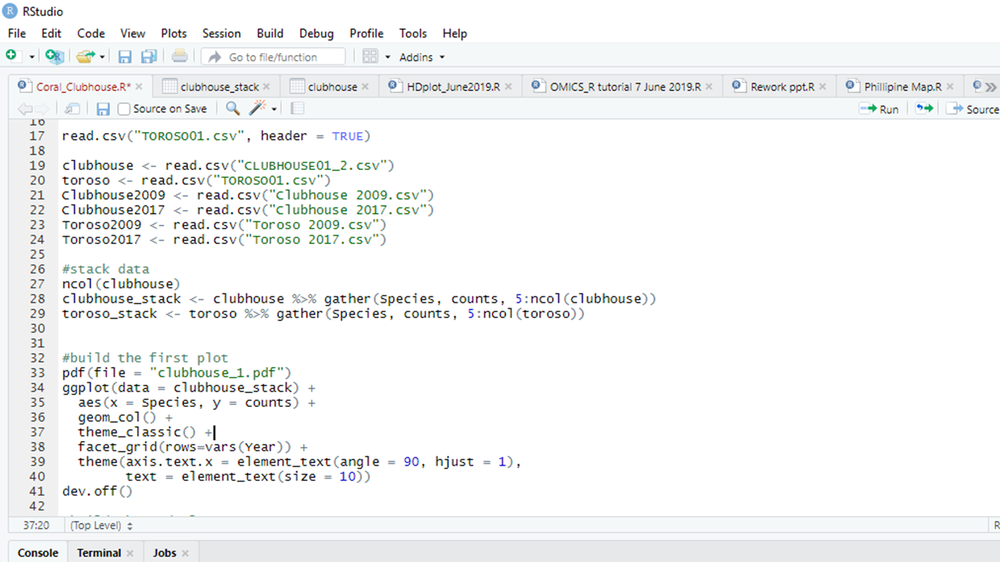 RStudio
File Edit Code View Plots Session Build Debug Profile Tools Help
Go to file/function Addins
Coral_Clubhouse.R* clubhouse_stack clubhouse HDplot_June2019.R OMICS_R tutorial 7 June 2019.R Rework ppt.R Phillipine Map.R
Source on Save Run Source
16
17 read.csv("TOROSO01.csv", header = TRUE)
18
19 clubhouse <- read.csv("CLUBHOUSE01_2.csv")
20 toroso <- read.csv("TOROSO01.csv")
21 Clubhouse2009 <- read.csv("Clubhouse 2009.csv")
22 Clubhouse2017 <- read.csv("Clubhouse 2017.csv")
23 Toroso2009 <- read.csv("Toroso 2009.csv")
24 Toroso2017 <- read.csv("Toroso 2017.csv")
25
26 #stack data
27 ncol(clubhouse)
28 clubhouse_stack <- clubhouse %>% gather(Species, counts, 5:ncol(clubhouse))
29 toroso_stack <- toroso %>% gather(Species, counts, 5:ncol(toroso))
30
31
32 #build the first plot
33 pdf(file = "clubhouse_1.pdf")
34 ggplot(data = clubhouse_stack) +
35 aes(x = Species, y = counts) +
36 geom_col() +
37 theme_classic() +
38 facet_grid(rows=vars(Year)) +
39 theme(axis.text.x = element_text(angle = 90, hjust = 1),
40 text = element_text(size = 10))
41 dev.off()
42
37:20 (Top Level) R
Console Terminal Jobs